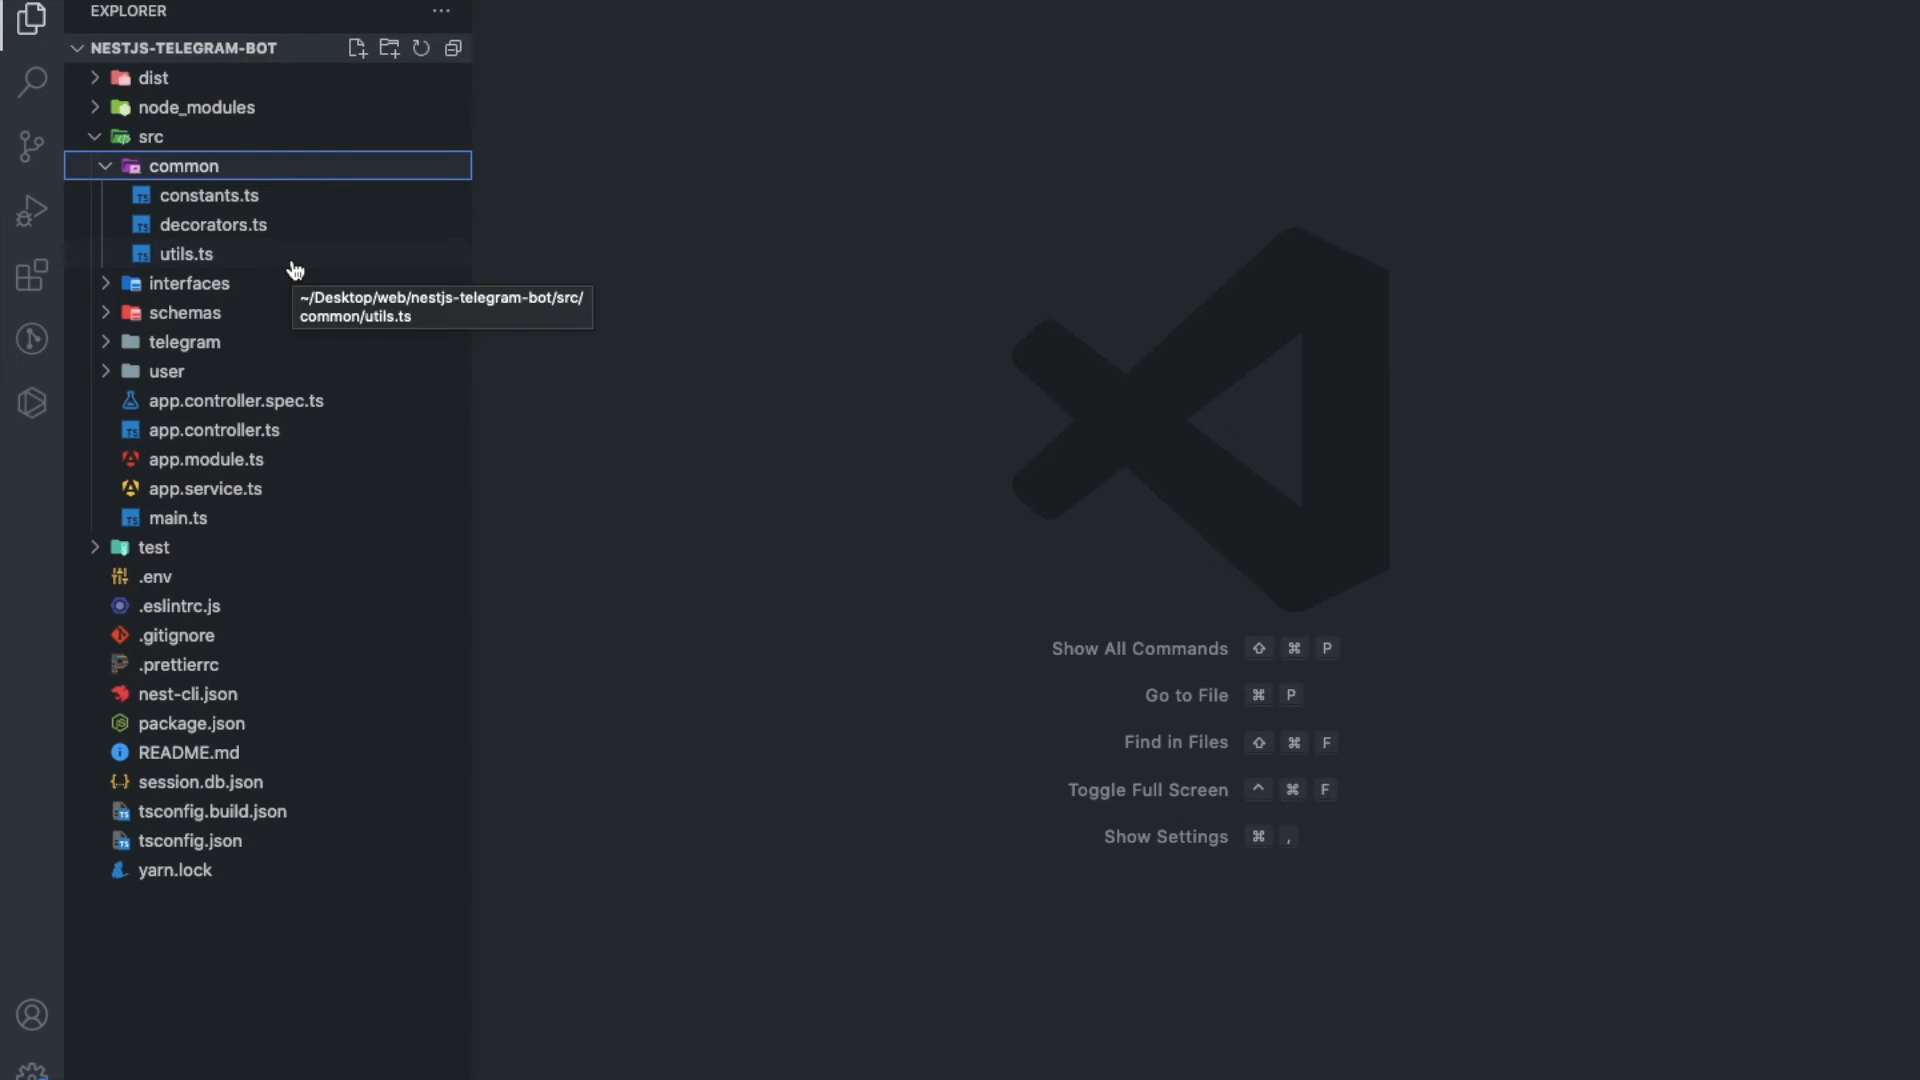 EXPLORER
NESTJS-TELEGRAM-BOT
dist
node_modules
src
common
constants.ts
decorators.ts
utils.ts
interfaces
~/Desktop/web/nestjs-telegram-bot/src/
common/utils.ts
schemas
telegram
user
app.controller.spec.ts
app.controller.ts
app.module.ts
app.service.ts
main.ts
test
.env
.eslintrc.js
.gitignore
.prettierrc
nest-cli.json
package.json
README.md
session.db.json
tsconfig.build.json
tsconfig.json
yarn.lock
Show All Commands ⇧ ⌘ P
Go to File ⌘ P
Find in Files ⇧ ⌘ F
Toggle Full Screen ^ ⌘ F
Show Settings ⌘ ,